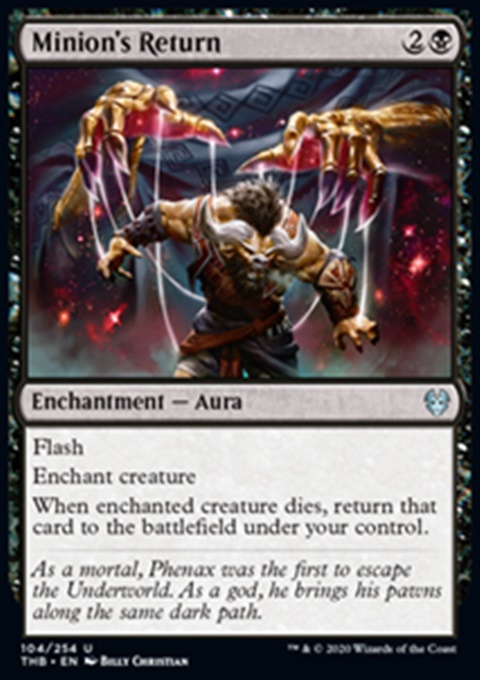 Minion's Return 2
Enchantment — Aura
Flash
Enchant creature
When enchanted creature dies, return that
card to the battlefield under your control.
As a mortal, Phenax was the first to escape
the Underworld. As a god, he brings his pawns
along the same dark path.
104/254 U ™ & © 2020 Wizards of the Coast
THB • EN Billy Christian